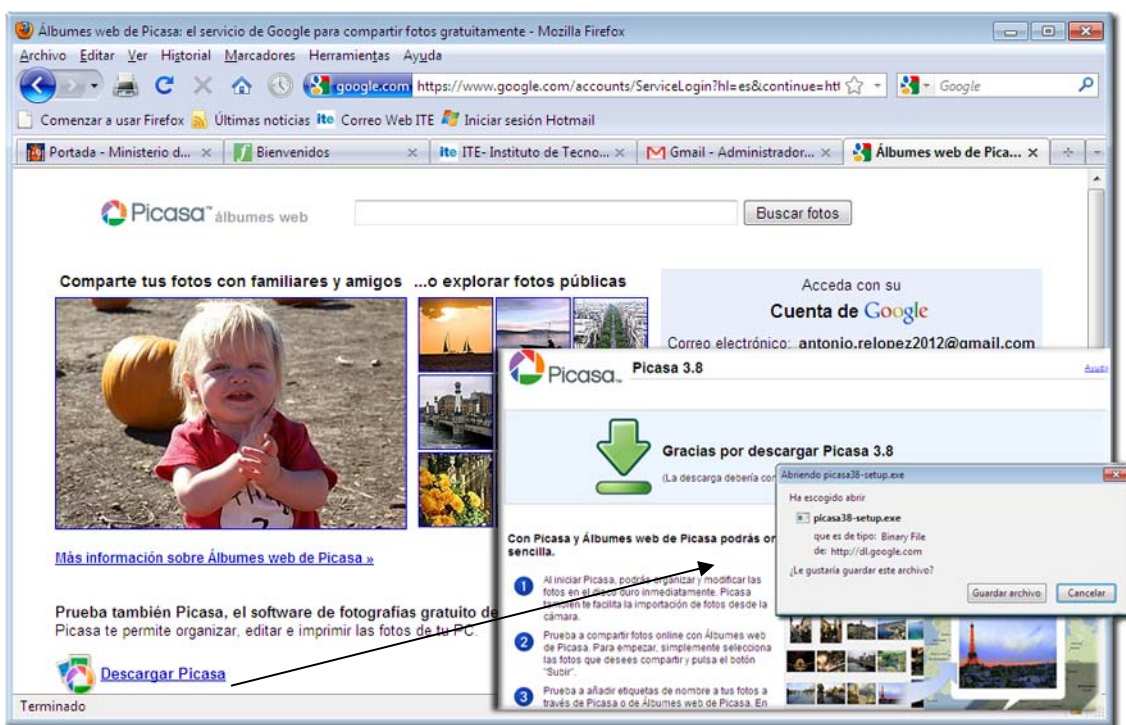 Álbumes web de Picasa: el servicio de Google para compartir fotos gratuitamente - Mozilla Firefox
Archivo Editar Ver Historial Marcadores Herramientas Ayuda
google.com https://www.google.com/accounts/ServiceLogin?hl=es&continue=htt
Google
Comenzar a usar Firefox Últimas noticias ite Correo Web ITE Iniciar sesión Hotmail
Portada - Ministerio d... Bienvenidos ite ITE- Instituto de Tecno... Gmail - Administrador... Álbumes web de Pica...
Picasa™ álbumes web
Buscar fotos
Comparte tus fotos con familiares y amigos ...o explorar fotos públicas
Acceda con su
Cuenta de Google
Correo electrónico: antonio.relopez2012@gmail.com
Más información sobre Álbumes web de Picasa »
Prueba también Picasa, el software de fotografías gratuito de
Picasa te permite organizar, editar e imprimir las fotos de tu PC.
Descargar Picasa
Terminado
Picasa™ Picasa 3.8
Ayuda
Gracias por descargar Picasa 3.8
(La descarga debería
Con Picasa y Álbumes web de Picasa podrás
sencilla.
1 Al iniciar Picasa, podrás organizar y modificar las
fotos en el disco duro inmediatamente. Picasa
también te facilita la importación de fotos desde la
cámara.
2 Prueba a compartir fotos online con Álbumes web
de Picasa. Para empezar, simplemente selecciona
las fotos que desees compartir y pulsa el botón
"Subir".
3 Prueba a añadir etiquetas de nombre a tus fotos a
través de Picasa o de Álbumes web de Picasa. En
Abriendo picasa38-setup.exe
Ha escogido abrir
picasa38-setup.exe
que es de tipo: Binary File
de: http://dl.google.com
¿Le gustaría guardar este archivo?
Guardar archivo Cancelar